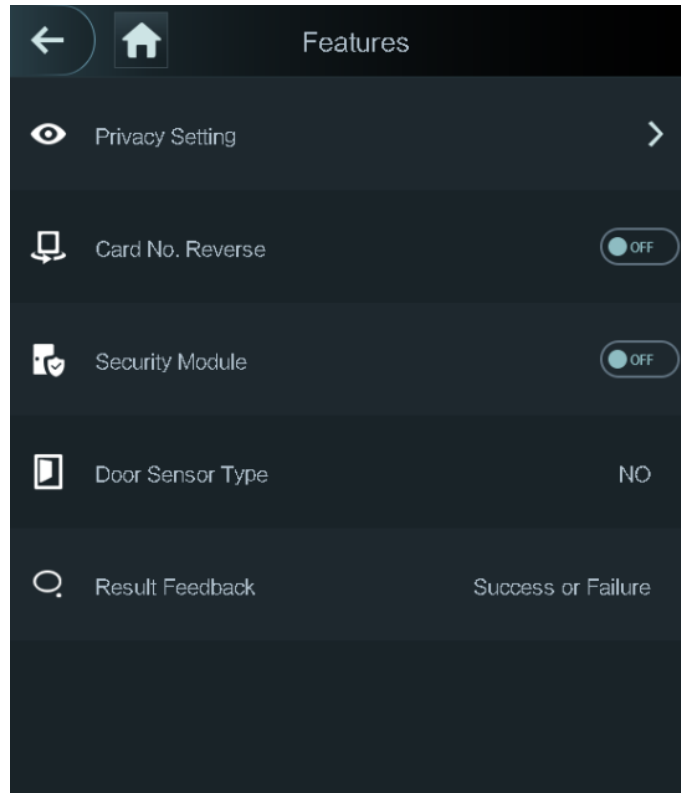 Features
Privacy Setting
Card No. Reverse
OFF
Security Module
OFF
Door Sensor Type
NO
Result Feedback
Success or Failure